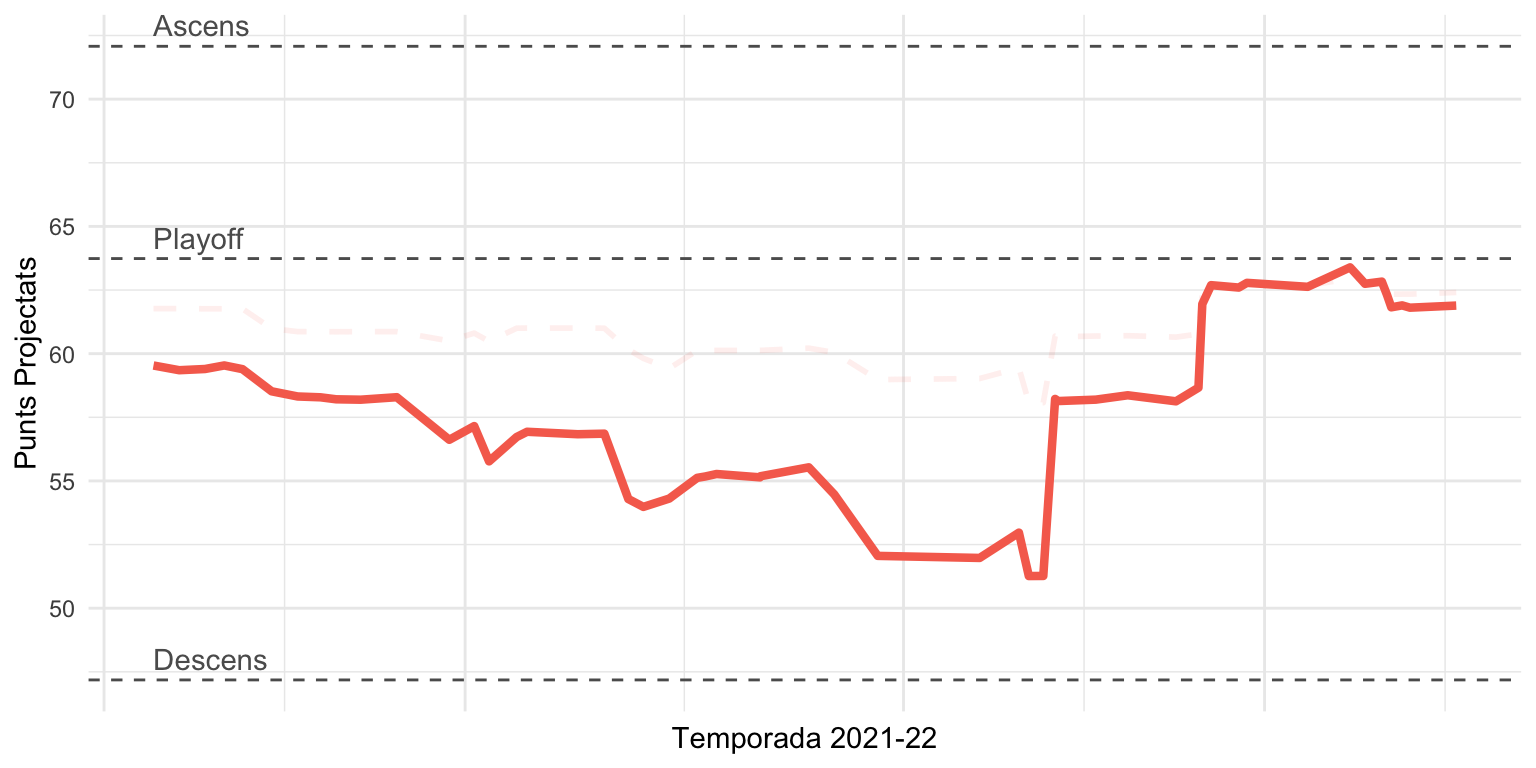 Ascens
70
65
Playoff
60
55
50
Descens
Punts Projectats
Temporada 2021-22